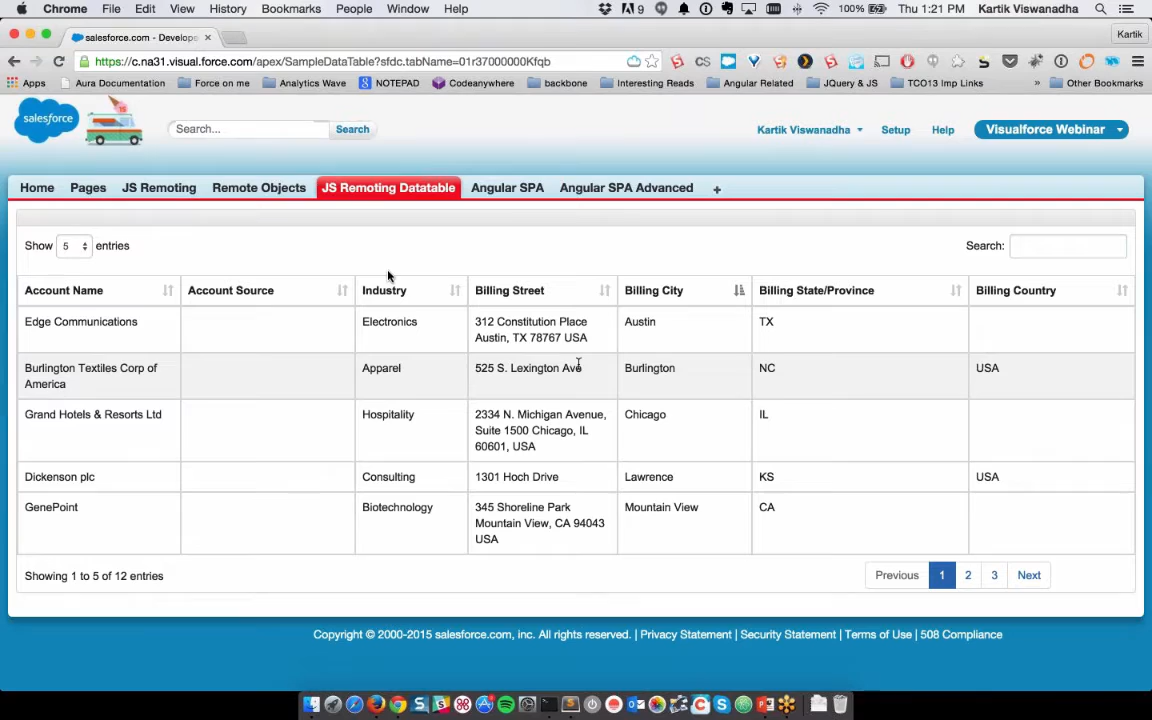 Chrome File Edit View History Bookmarks People Window Help 9 100% Thu 1:21 PM Kartik Viswanadha
salesforce.com - Develope Kartik
https://c.na31.visual.force.com/apex/SampleDataTable?sfdc.tabName=01r37000000Kfqb
Apps Aura Documentation Force on me Analytics Wave NOTEPAD Codeanywhere backbone Interesting Reads Angular Related JQuery & JS TCO13 Imp Links » Other Bookmarks
salesforce Search... Search Kartik Viswanadha Setup Help Visualforce Webinar
Home Pages JS Remoting Remote Objects JS Remoting Datatable Angular SPA Angular SPA Advanced +
Show 5 entries Search:
Account Name Account Source Industry Billing Street Billing City Billing State/Province Billing Country
Edge Communications Electronics 312 Constitution Place Austin TX
Austin, TX 78767 USA
Burlington Textiles Corp of Apparel 525 S. Lexington Ave Burlington NC USA
America
Grand Hotels & Resorts Ltd Hospitality 2334 N. Michigan Avenue, Chicago IL
Suite 1500 Chicago, IL
60601, USA
Dickenson plc Consulting 1301 Hoch Drive Lawrence KS USA
GenePoint Biotechnology 345 Shoreline Park Mountain View CA
Mountain View, CA 94043
USA
Showing 1 to 5 of 12 entries Previous 1 2 3 Next
Copyright © 2000-2015 salesforce.com, inc. All rights reserved. | Privacy Statement | Security Statement | Terms of Use | 508 Compliance